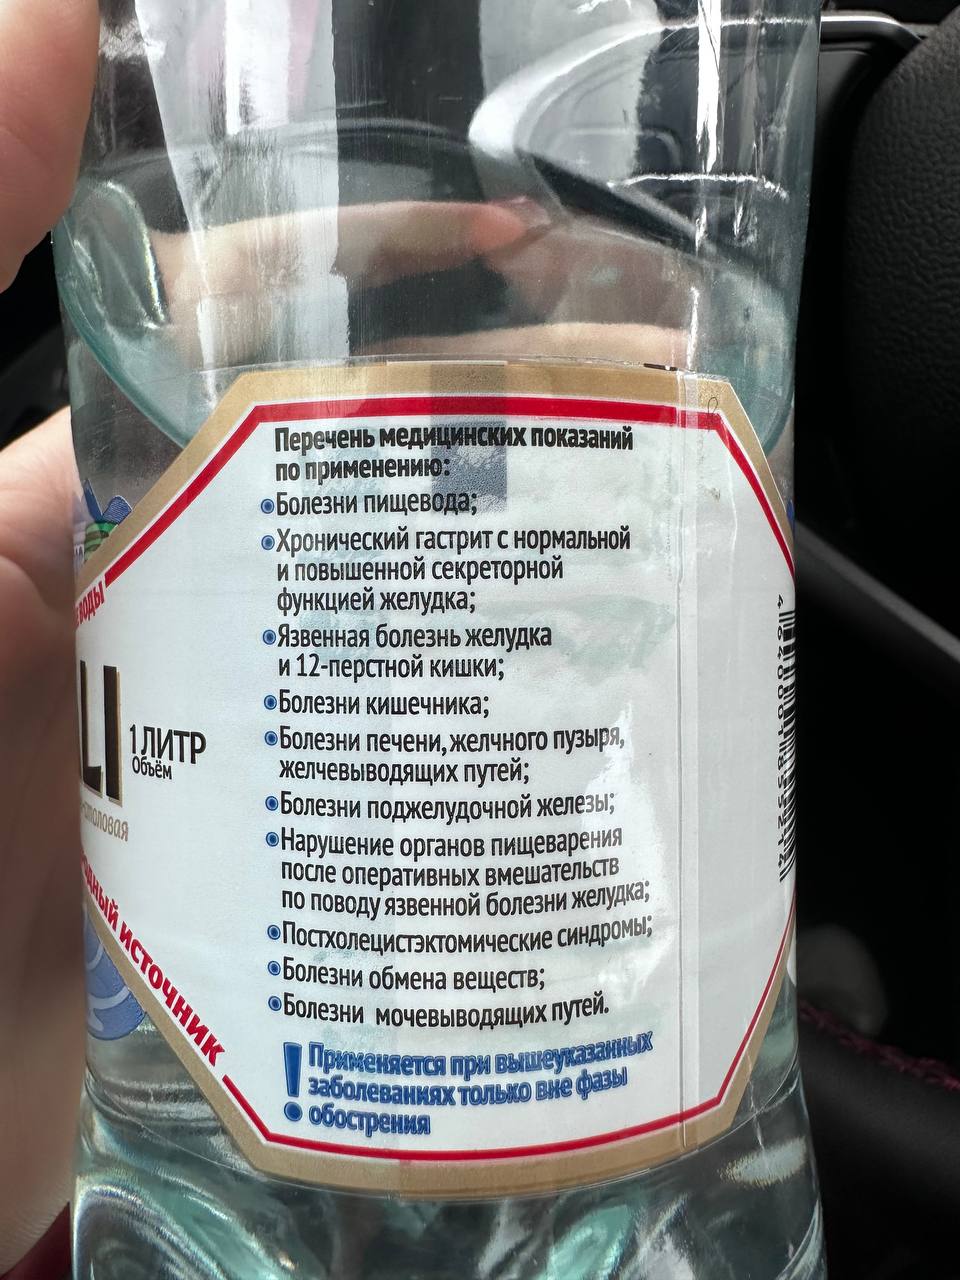 Перечень медицинских показаний
по применению:
Болезни пищевода;
Хронический гастрит с нормальной
и повышенной секреторной
функцией желудка;
Язвенная болезнь желудка
и 12-перстной кишки;
Болезни кишечника;
Болезни печени, желчного пузыря,
желчевыводящих путей;
Болезни поджелудочной железы;
Нарушение органов пищеварения
после оперативных вмешательств
по поводу язвенной болезни желудка;
Постхолецистэктомические синдромы;
Болезни обмена веществ;
Болезни мочевыводящих путей.
! Применяется при вышеуказанных
заболеваниях только вне фазы
обострения
ВОДЫ
LI
1 ЛИТР
Объём
столовая
ИСТОЧНИК